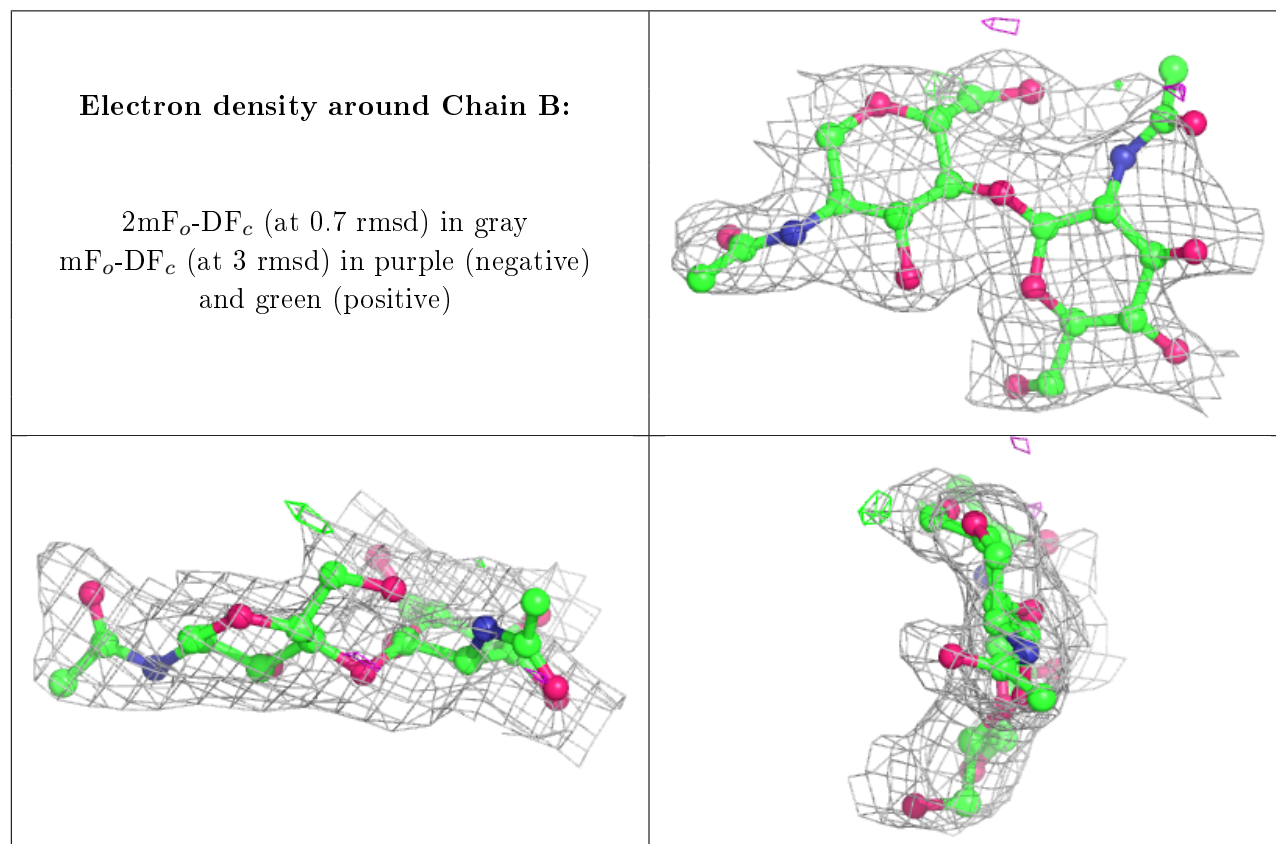 Electron density around Chain B:
2mFₒ-DF𝒸 (at 0.7 rmsd) in gray
mFₒ-DF𝒸 (at 3 rmsd) in purple (negative)
and green (positive)